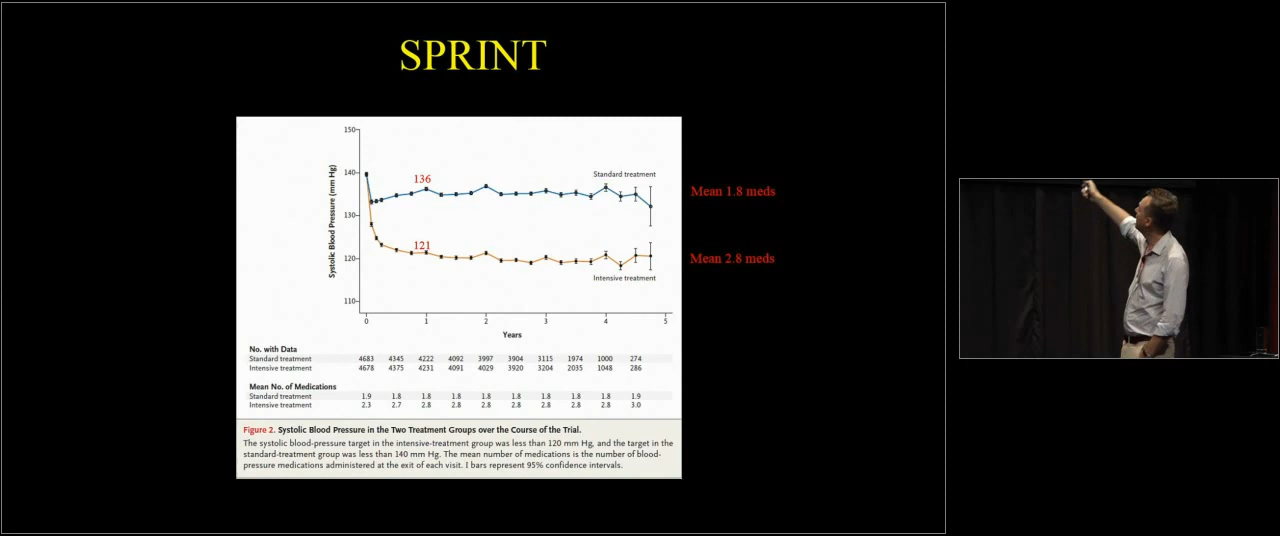 SPRINT
150
140
130
120
110
Systolic Blood Pressure (mm Hg)
136
121
Standard treatment
Intensive treatment
Mean 1.8 meds
Mean 2.8 meds
0 1 2 3 4 5
Years
No. with Data
Standard treatment 4683 4345 4222 4092 3997 3904 3115 1974 1000 274
Intensive treatment 4678 4375 4231 4091 4029 3920 3204 2035 1048 286
Mean No. of Medications
Standard treatment 1.9 1.8 1.8 1.8 1.8 1.8 1.8 1.8 1.8 1.9
Intensive treatment 2.3 2.7 2.8 2.8 2.8 2.8 2.8 2.8 2.8 3.0
Figure 2. Systolic Blood Pressure in the Two Treatment Groups over the Course of the Trial.
The systolic blood-pressure target in the intensive-treatment group was less than 120 mm Hg, and the target in the
standard-treatment group was less than 140 mm Hg. The mean number of medications is the number of blood-
pressure medications administered at the exit of each visit. I bars represent 95% confidence intervals.